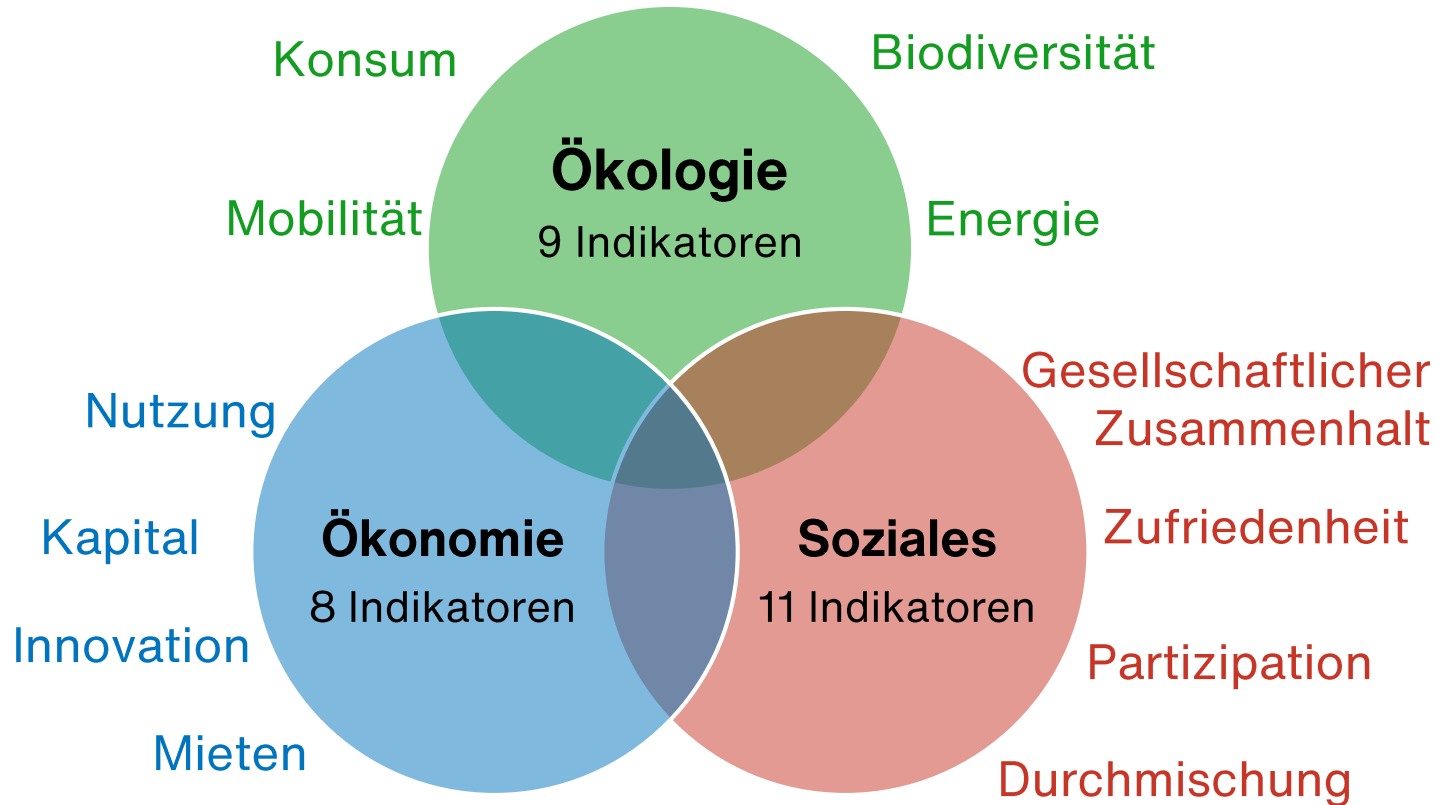 Konsum
Biodiversität
Ökologie
Mobilität
9 Indikatoren
Energie
Gesellschaftlicher
Zusammenhalt
Nutzung
Zufriedenheit
Kapital
Ökonomie
Soziales
8 Indikatoren
11 Indikatoren
Innovation
Partizipation
Mieten
Durchmischung